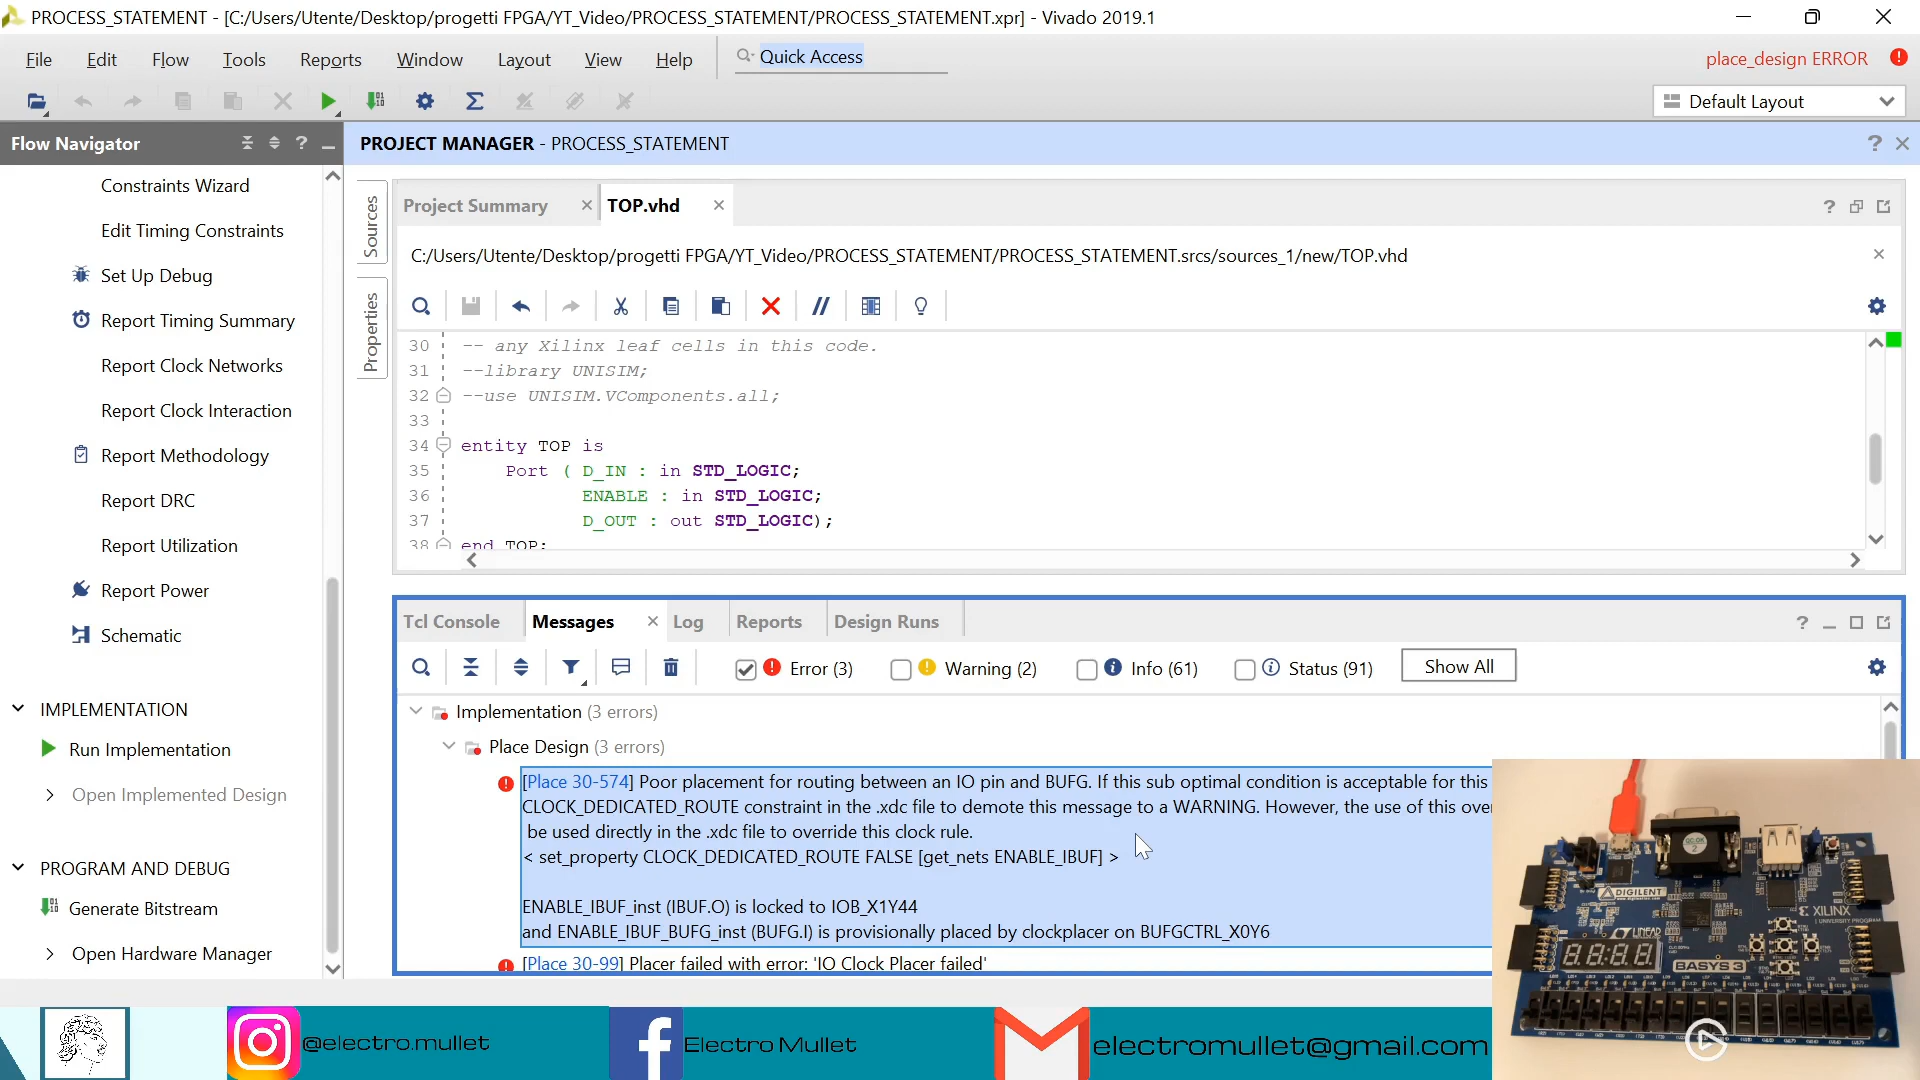 PROCESS_STATEMENT - [C:/Users/Utente/Desktop/progetti FPGA/YT_Video/PROCESS_STATEMENT/PROCESS_STATEMENT.xpr] - Vivado 2019.1
File Edit Flow Tools Reports Window Layout View Help Quick Access place_design ERROR
Default Layout
Flow Navigator
PROJECT MANAGER - PROCESS_STATEMENT
Constraints Wizard
Edit Timing Constraints
Set Up Debug
Report Timing Summary
Report Clock Networks
Report Clock Interaction
Report Methodology
Report DRC
Report Utilization
Report Power
Schematic
IMPLEMENTATION
Run Implementation
Open Implemented Design
PROGRAM AND DEBUG
Generate Bitstream
Open Hardware Manager
Sources
Properties
Project Summary TOP.vhd
C:/Users/Utente/Desktop/progetti FPGA/YT_Video/PROCESS_STATEMENT/PROCESS_STATEMENT.srcs/sources_1/new/TOP.vhd
30 -- any Xilinx leaf cells in this code.
31 --library UNISIM;
32 --use UNISIM.VComponents.all;
33
34 entity TOP is
35 Port ( D_IN : in STD_LOGIC;
36 ENABLE : in STD_LOGIC;
37 D_OUT : out STD_LOGIC);
38 end TOP;
Tcl Console Messages Log Reports Design Runs
Error (3) Warning (2) Info (61) Status (91) Show All
Implementation (3 errors)
Place Design (3 errors)
[Place 30-574] Poor placement for routing between an IO pin and BUFG. If this sub optimal condition is acceptable for this
CLOCK_DEDICATED_ROUTE constraint in the .xdc file to demote this message to a WARNING. However, the use of this over
be used directly in the .xdc file to override this clock rule.
< set_property CLOCK_DEDICATED_ROUTE FALSE [get_nets ENABLE_IBUF] >
ENABLE_IBUF_inst (IBUF.O) is locked to IOB_X1Y44
and ENABLE_IBUF_BUFG_inst (BUFG.I) is provisionally placed by clockplacer on BUFGCTRL_X0Y6
[Place 30-99] Placer failed with error: 'IO Clock Placer failed'
DIGILENT
XILINX
UNIVERSITY PROGRAM
LINEAR
BASYS 3
@electro.mullet
Electro Mullet
electromullet@gmail.com